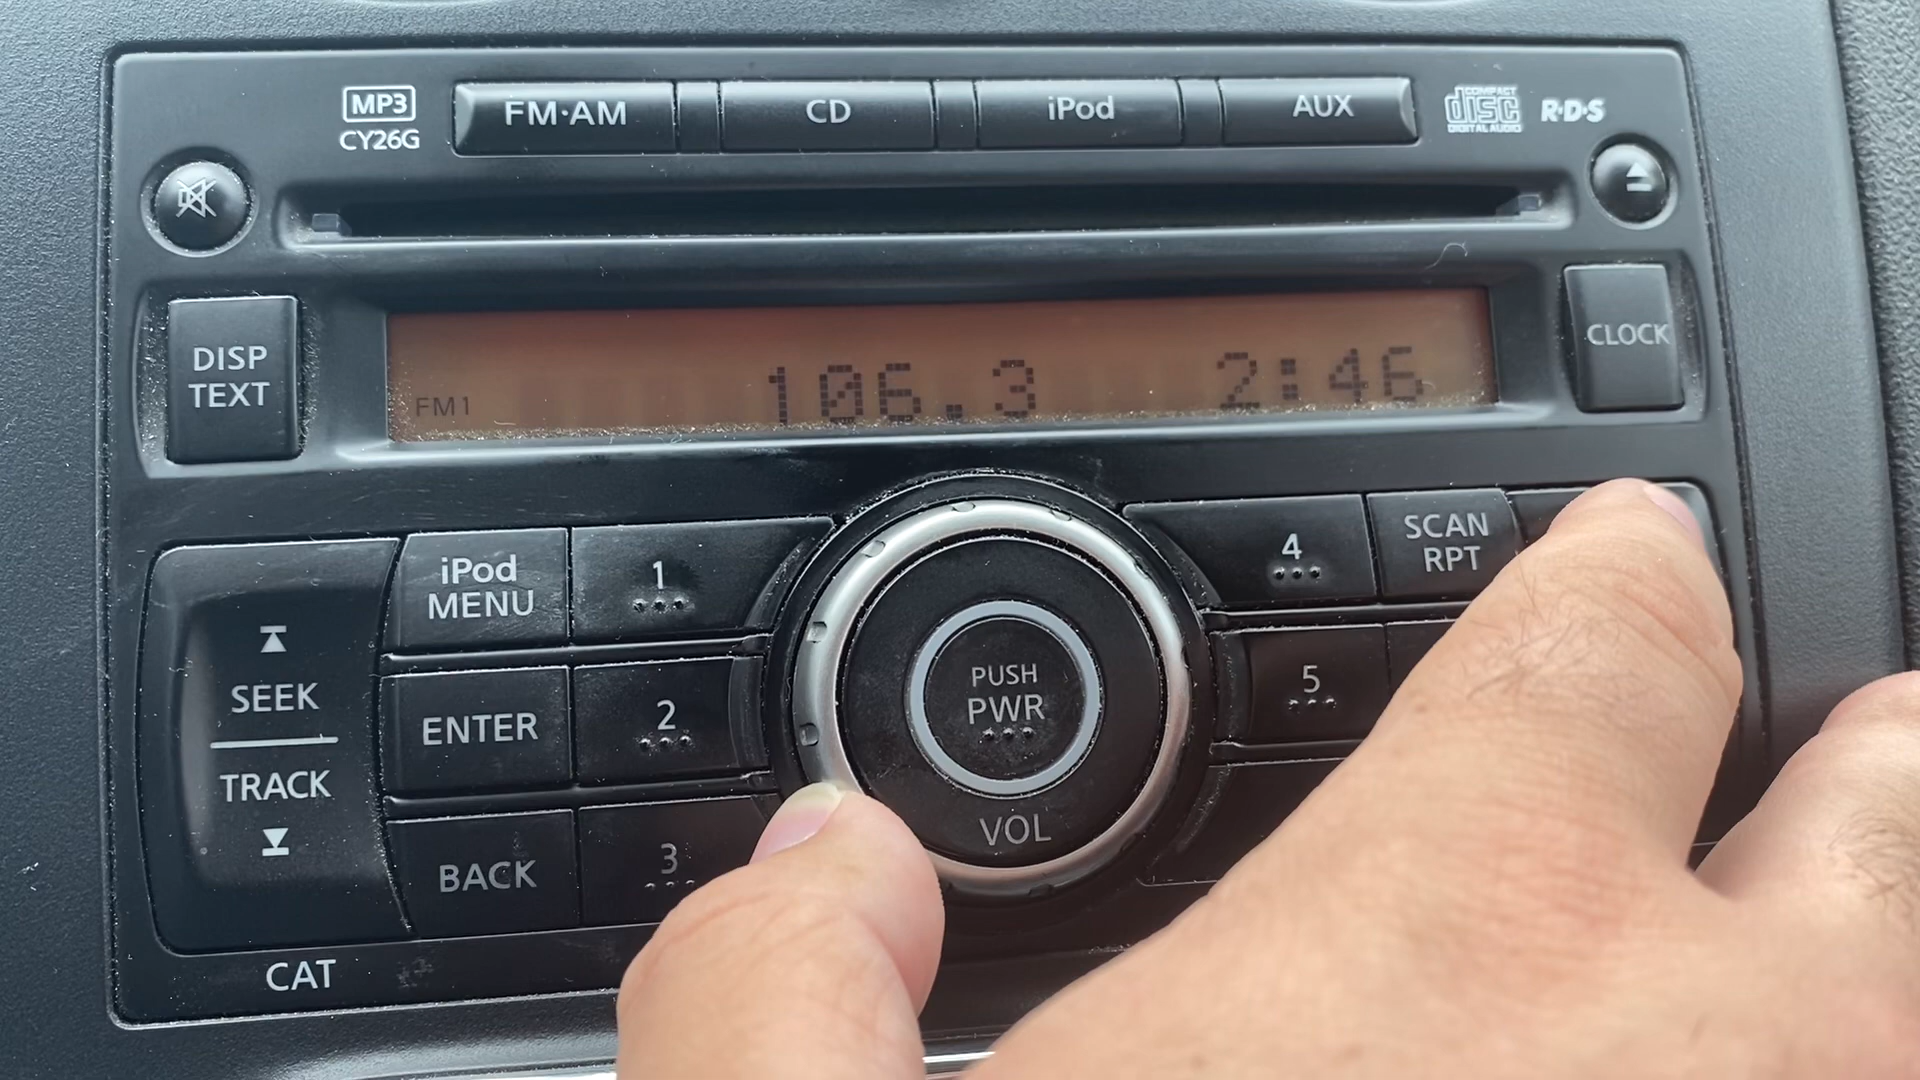 MP3
CY26G
FM·AM
CD
iPod
AUX
COMPACT
disc
DIGITAL AUDIO
R·D·S
DISP
TEXT
CLOCK
FM1
106.3
2:46
iPod
MENU
1
4
SCAN
RPT
SEEK
TRACK
ENTER
2
PUSH
PWR
VOL
5
BACK
3
CAT